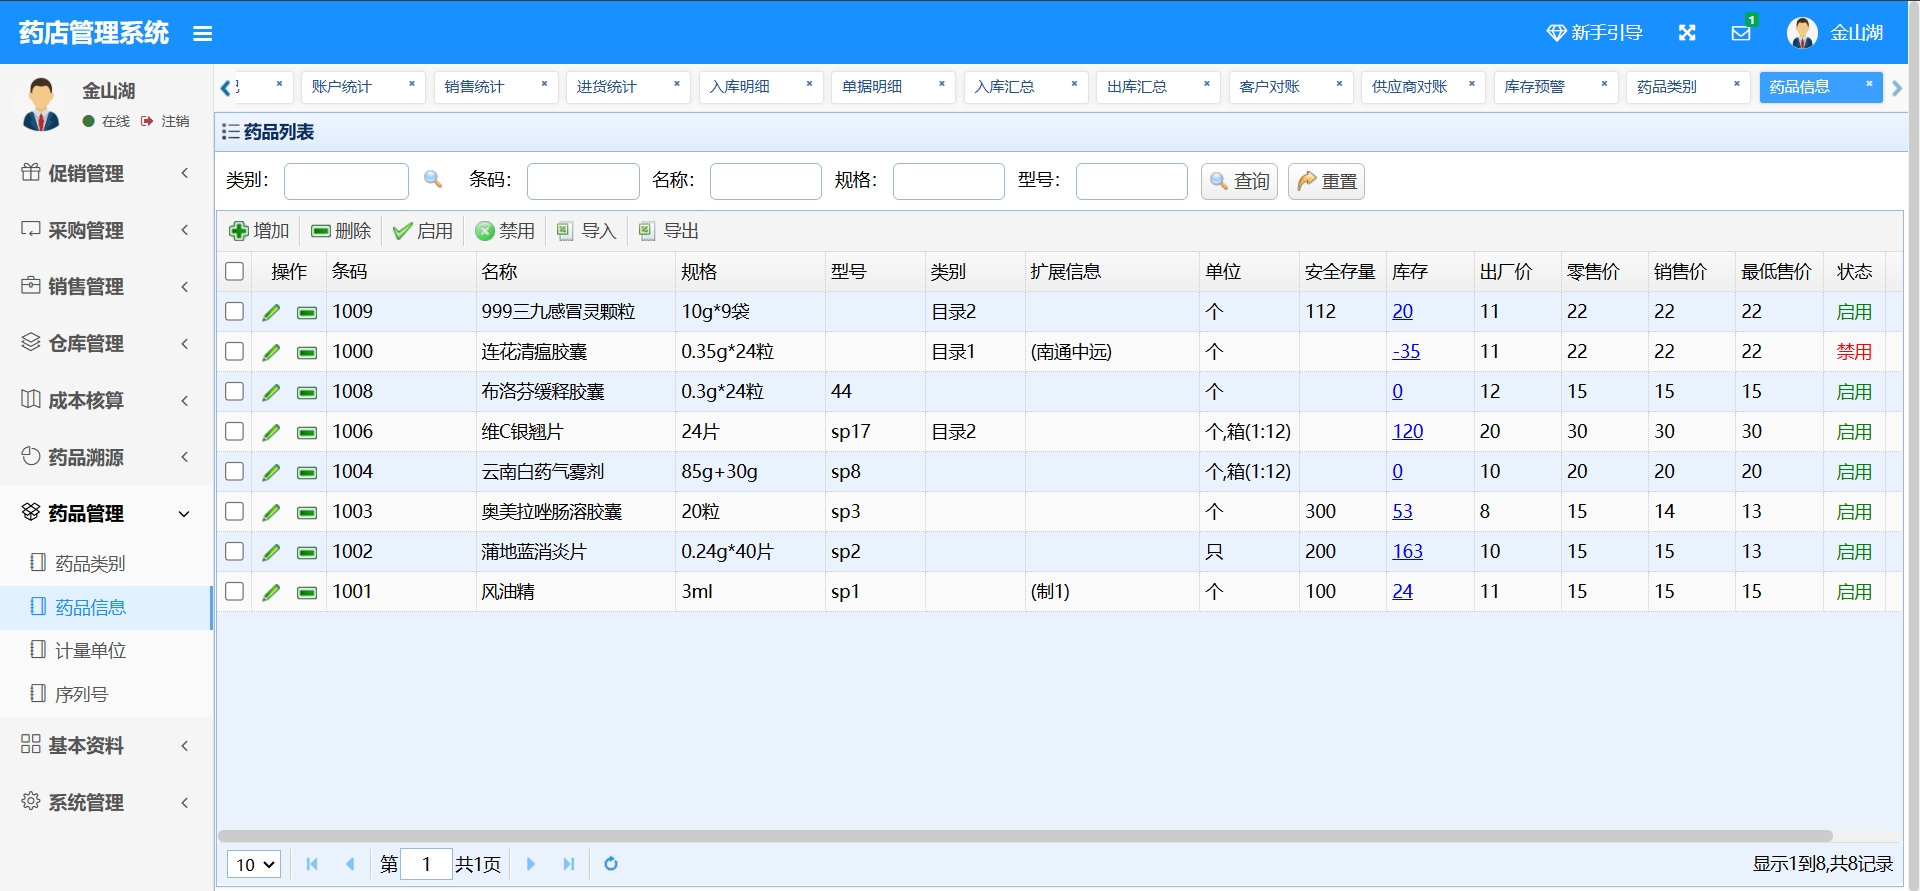 药店管理系统
新手引导
1
金山湖
金山湖
在线 注销
账户统计 销售统计 进货统计 入库明细 单据明细 入库汇总 出库汇总 客户对账 供应商对账 库存预警 药品类别 药品信息
促销管理
采购管理
销售管理
仓库管理
成本核算
药品溯源
药品管理
药品类别
药品信息
计量单位
序列号
基本资料
系统管理
药品列表
类别: 条码: 名称: 规格: 型号: 查询 重置
增加 删除 启用 禁用 导入 导出
操作 条码 名称 规格 型号 类别 扩展信息 单位 安全存量 库存 出厂价 零售价 销售价 最低售价 状态
1009 999三九感冒灵颗粒 10g*9袋 目录2 个 112 20 11 22 22 22 启用
1000 连花清瘟胶囊 0.35g*24粒 目录1 (南通中远) 个 -35 11 22 22 22 禁用
1008 布洛芬缓释胶囊 0.3g*24粒 44 个 0 12 15 15 15 启用
1006 维C银翘片 24片 sp17 目录2 个,箱(1:12) 120 20 30 30 30 启用
1004 云南白药气雾剂 85g+30g sp8 个,箱(1:12) 0 10 20 20 20 启用
1003 奥美拉唑肠溶胶囊 20粒 sp3 个 300 53 8 15 14 13 启用
1002 蒲地蓝消炎片 0.24g*40片 sp2 只 200 163 10 15 15 13 启用
1001 风油精 3ml sp1 (制1) 个 100 24 11 15 15 15 启用
10 第 1 共1页 显示1到8,共8记录